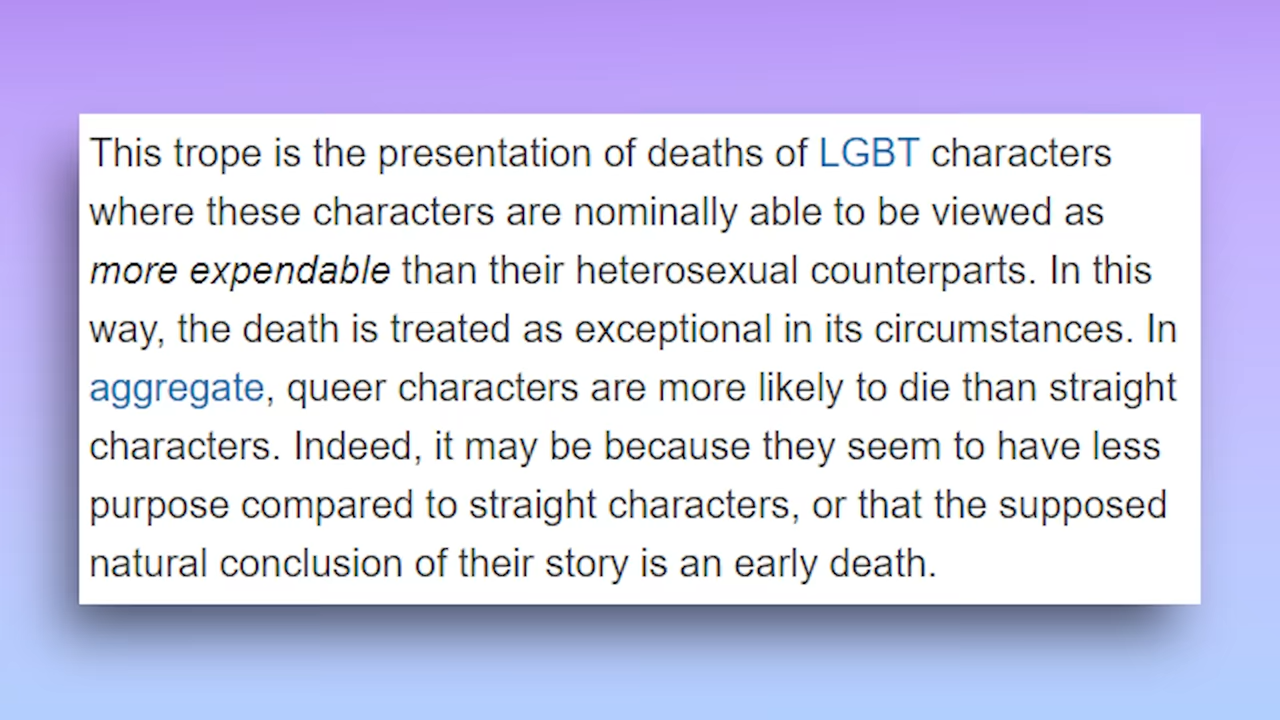 This trope is the presentation of deaths of LGBT characters
where these characters are nominally able to be viewed as
more expendable than their heterosexual counterparts. In this
way, the death is treated as exceptional in its circumstances. In
aggregate, queer characters are more likely to die than straight
characters. Indeed, it may be because they seem to have less
purpose compared to straight characters, or that the supposed
natural conclusion of their story is an early death.